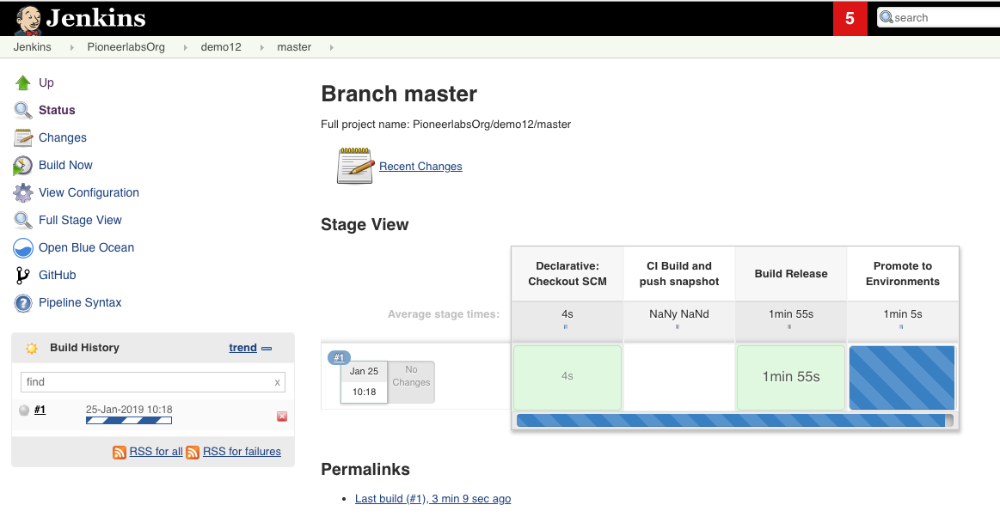 Jenkins
5
search
Jenkins PioneerlabsOrg demo12 master
Up
Status
Changes
Build Now
View Configuration
Full Stage View
Open Blue Ocean
GitHub
Pipeline Syntax
Build History
trend
find
x
#1
25-Jan-2019 10:18
RSS for all
RSS for failures
Branch master
Full project name: PioneerlabsOrg/demo12/master
Recent Changes
Stage View
Declarative:
Checkout SCM
CI Build and
push snapshot
Build Release
Promote to
Environments
Average stage times:
4s
NaNy NaNd
1min 55s
1min 5s
#1
Jan 25
10:18
No
Changes
4s
1min 55s
Permalinks
Last build (#1), 3 min 9 sec ago